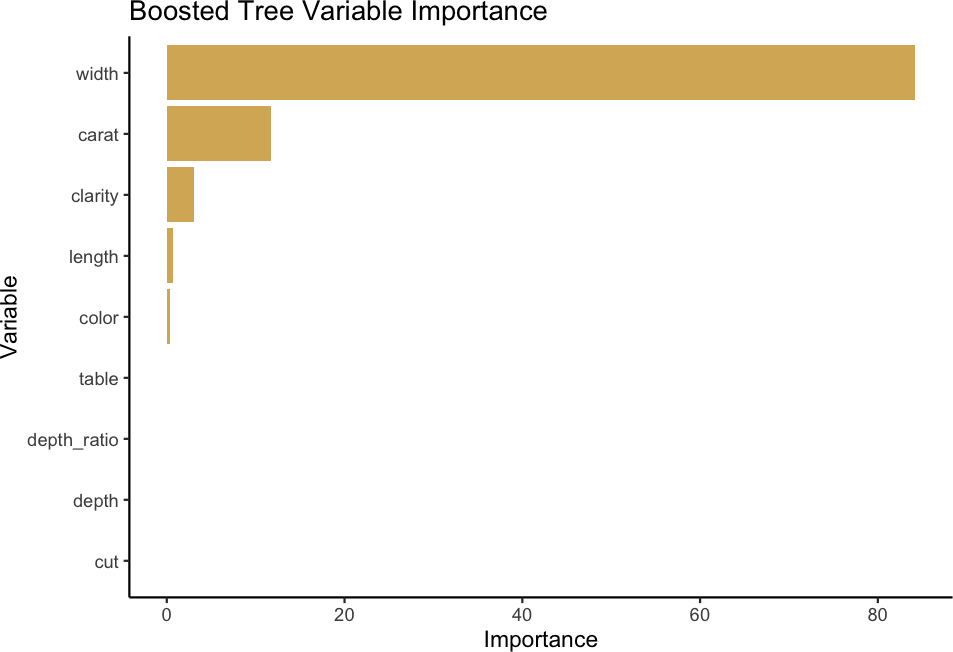 Boosted Tree Variable Importance
Variable
width
carat
clarity
length
color
table
depth_ratio
depth
cut
0 20 40 60 80
Importance